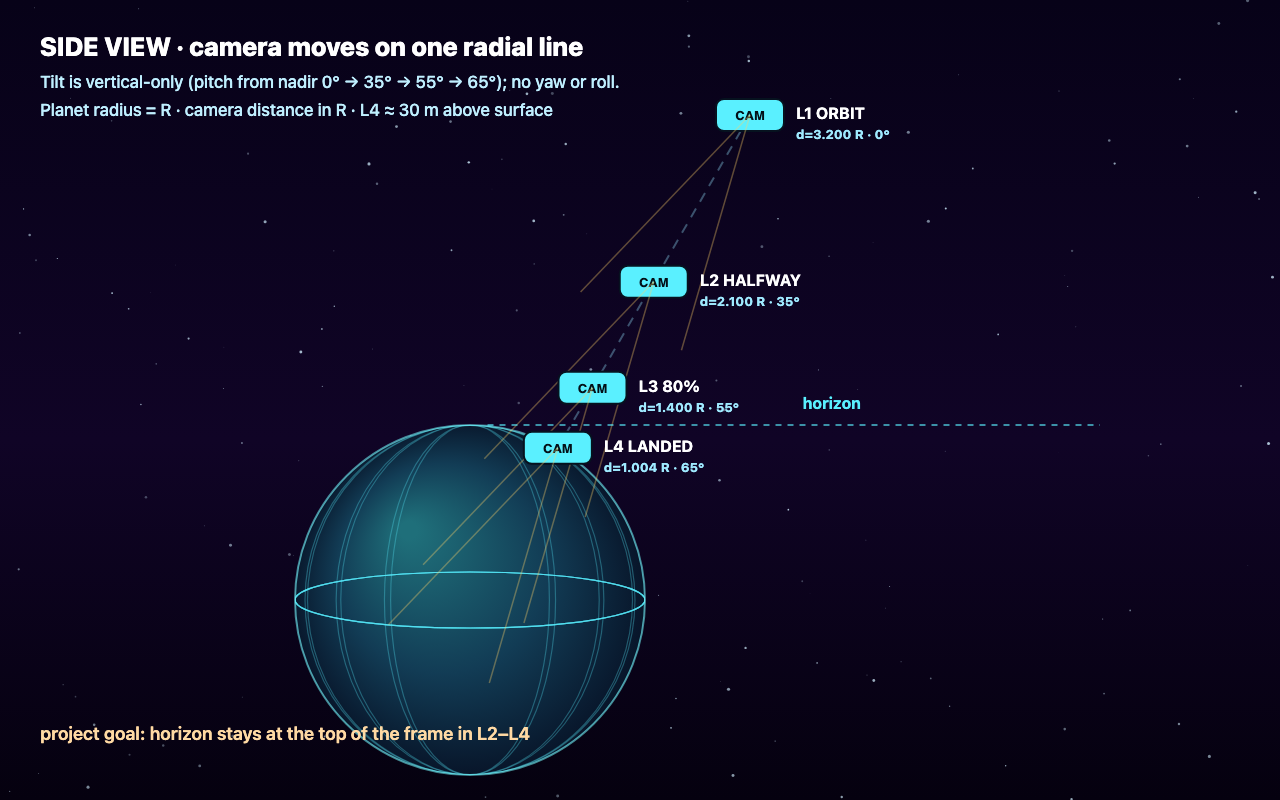 SIDE VIEW · camera moves on one radial line
Tilt is vertical-only (pitch from nadir 0° → 35° → 55° → 65°); no yaw or roll.
Planet radius = R · camera distance in R · L4 ≈ 30 m above surface
CAM
L1 ORBIT
d=3.200 R · 0°
CAM
L2 HALFWAY
d=2.100 R · 35°
CAM
L3 80%
d=1.400 R · 55°
horizon
CAM
L4 LANDED
d=1.004 R · 65°
project goal: horizon stays at the top of the frame in L2–L4